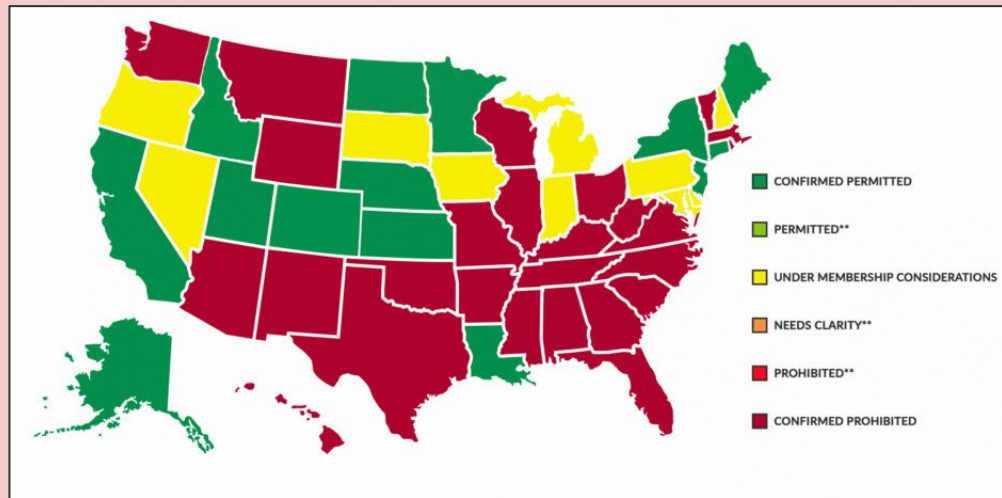 CONFIRMED PERMITTED
PERMITTED**
UNDER MEMBERSHIP CONSIDERATIONS
NEEDS CLARITY**
PROHIBITED**
CONFIRMED PROHIBITED